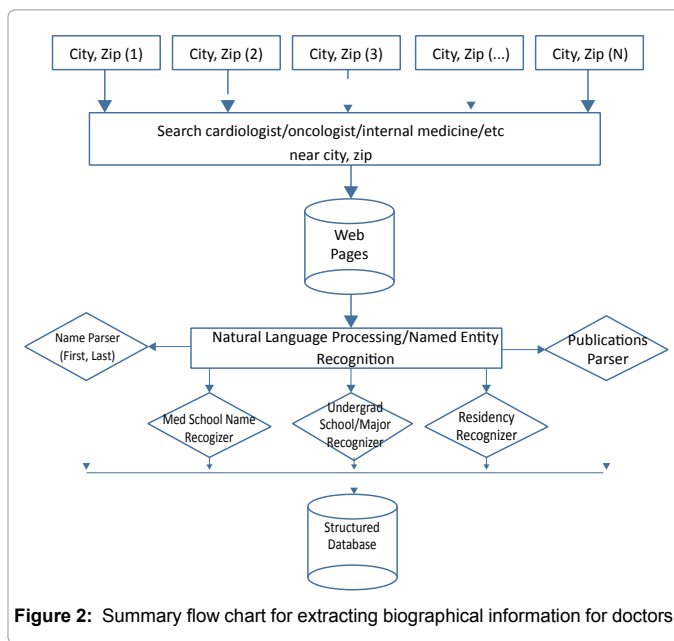 City, Zip (1)
City, Zip (2)
City, Zip (3)
City, Zip (...)
City, Zip (N)
Search cardiologist/oncologist/internal medicine/etc
near city, zip
Web
Pages
Name Parser
(First, Last)
Natural Language Processing/Named Entity
Recognition
Publications
Parser
Med School Name
Recogizer
Undergrad
School/Major
Recognizer
Residency
Recognizer
Structured
Database
Figure 2: Summary flow chart for extracting biographical information for doctors